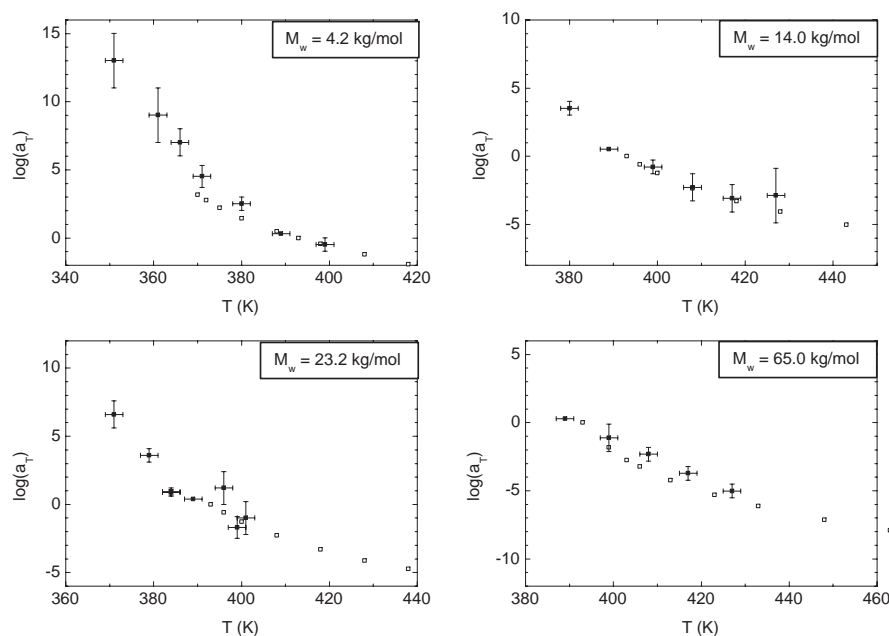 M_w = 4.2 kg/mol
15
10
5
0
log(a_T)
340 360 380 400 420
T (K)
M_w = 14.0 kg/mol
10
5
0
-5
log(a_T)
380 400 420 440
T (K)
M_w = 23.2 kg/mol
10
5
0
-5
log(a_T)
360 380 400 420 440
T (K)
M_w = 65.0 kg/mol
5
0
-5
-10
log(a_T)
380 400 420 440 460
T (K)